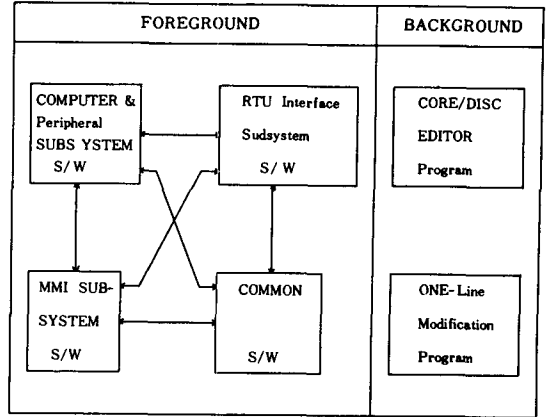 FOREGROUND
BACKGROUND
COMPUTER &
Peripheral
SUBS YSTEM
S/W
RTU Interface
Sudsystem
S/W
CORE/DISC
EDITOR
Program
MMI SUB-
SYSTEM
S/W
COMMON
S/W
ONE-Line
Modification
Program